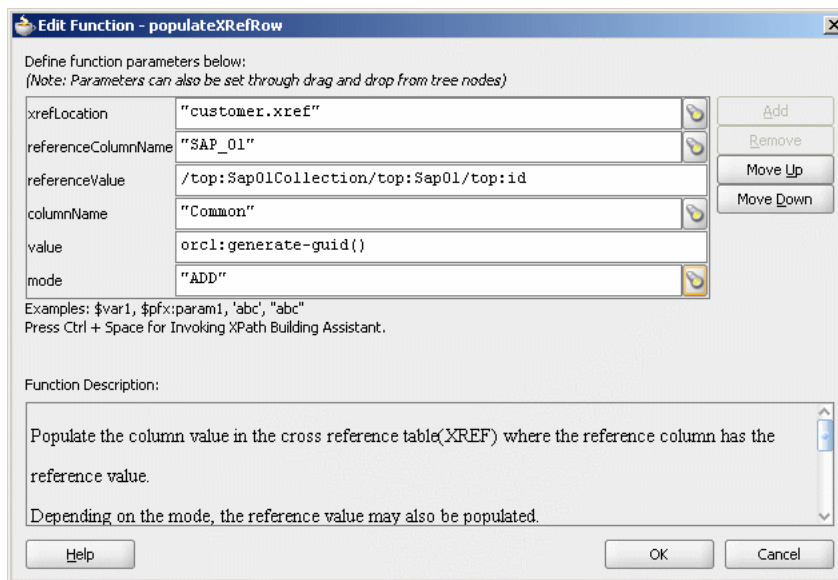 Edit Function - populateXRefRow
Define function parameters below:
(Note: Parameters can also be set through drag and drop from tree nodes)
xrefLocation "customer.xref" Add
referenceColumnName "SAP_01" Remove
referenceValue /top:Sap01Collection/top:Sap01/top:id Move Up
columnName "Common" Move Down
value orcl:generate-guid()
mode "ADD"
Examples: $var1, $pfx:param1, 'abc', "abc"
Press Ctrl + Space for Invoking XPath Building Assistant.
Function Description:
Populate the column value in the cross reference table(XREF) where the reference column has the
reference value.
Depending on the mode, the reference value may also be populated.
Help OK Cancel